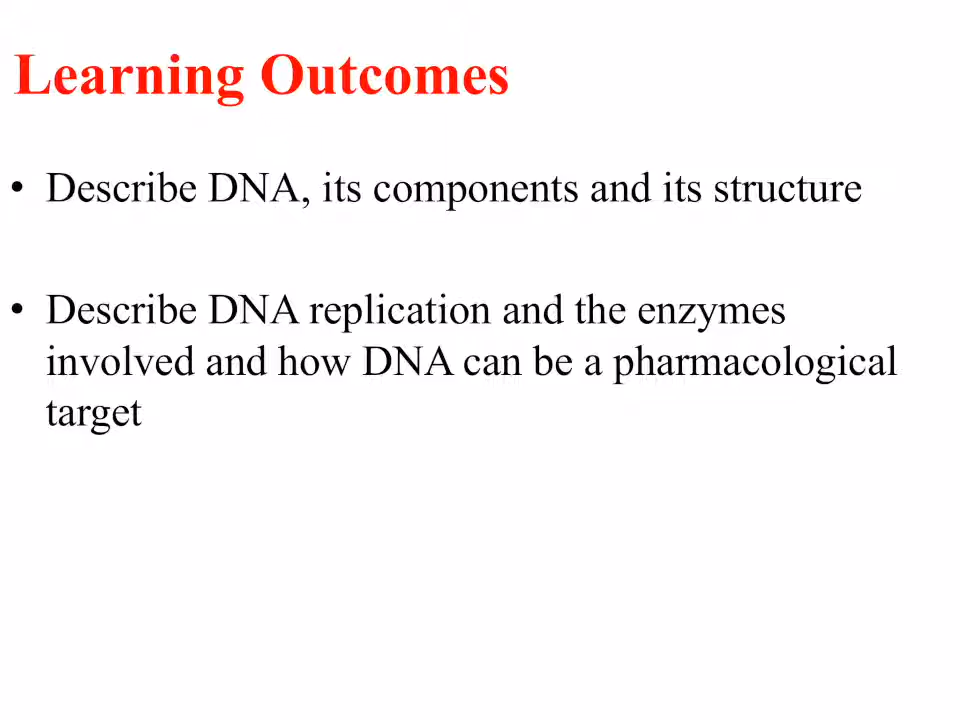 Learning Outcomes
• Describe DNA, its components and its structure
• Describe DNA replication and the enzymes
involved and how DNA can be a pharmacological
target